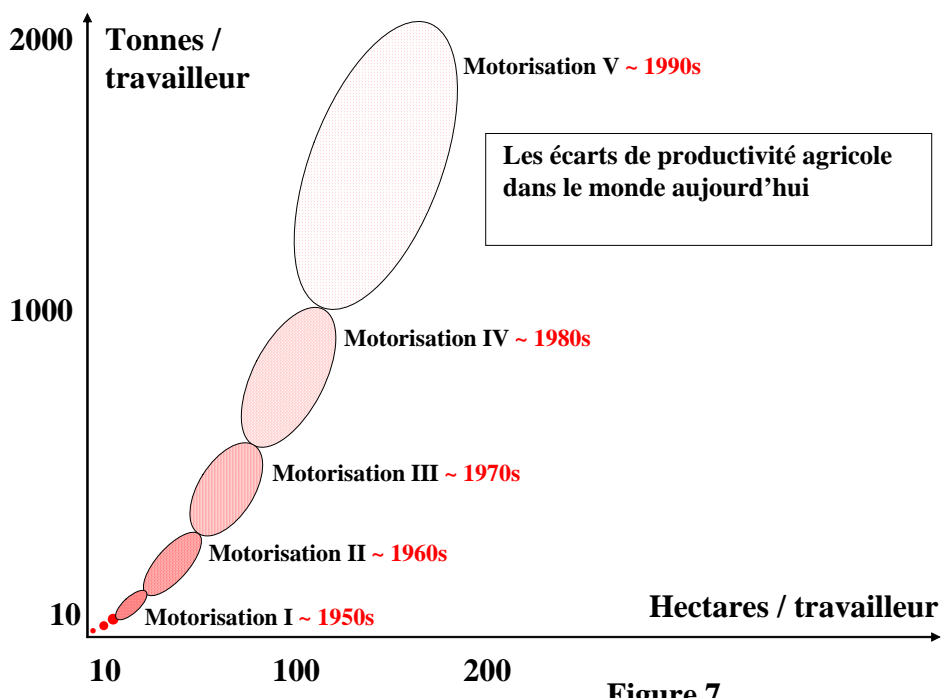 2000
Tonnes /
travailleur
Motorisation V ~ 1990s
Les écarts de productivité agricole
dans le monde aujourd’hui
1000
Motorisation IV ~ 1980s
Motorisation III ~ 1970s
Motorisation II ~ 1960s
10
Motorisation I ~ 1950s
Hectares / travailleur
10
100
200
Figure 7